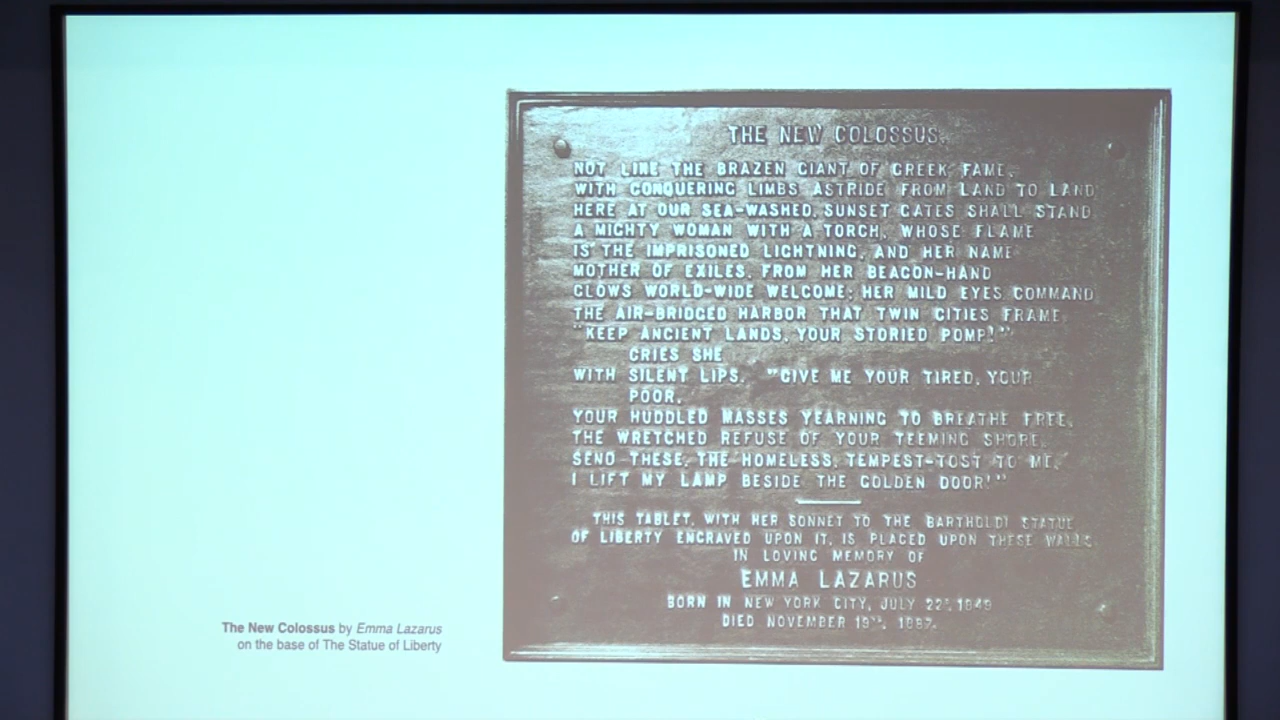 THE NEW COLOSSUS.
NOT LIKE THE BRAZEN GIANT OF GREEK FAME,
WITH CONQUERING LIMBS ASTRIDE FROM LAND TO LAND
HERE AT OUR SEA-WASHED, SUNSET GATES SHALL STAND
A MIGHTY WOMAN WITH A TORCH, WHOSE FLAME
IS THE IMPRISONED LIGHTNING, AND HER NAME
MOTHER OF EXILES. FROM HER BEACON-HAND
GLOWS WORLD-WIDE WELCOME; HER MILD EYES COMMAND
THE AIR-BRIDGED HARBOR THAT TWIN CITIES FRAME
"KEEP ANCIENT LANDS, YOUR STORIED POMP!"
CRIES SHE
WITH SILENT LIPS. "GIVE ME YOUR TIRED, YOUR
POOR,
YOUR HUDDLED MASSES YEARNING TO BREATHE FREE,
THE WRETCHED REFUSE OF YOUR TEEMING SHORE,
SEND THESE, THE HOMELESS, TEMPEST-TOST TO ME,
I LIFT MY LAMP BESIDE THE GOLDEN DOOR!"
THIS TABLET, WITH HER SONNET TO THE BARTHOLDI STATUE
OF LIBERTY ENGRAVED UPON IT, IS PLACED UPON THESE WALLS
IN LOVING MEMORY OF
EMMA LAZARUS
BORN IN NEW YORK CITY, JULY 22D, 1849
DIED NOVEMBER 19TH, 1887.
The New Colossus by Emma Lazarus
on the base of The Statue of Liberty